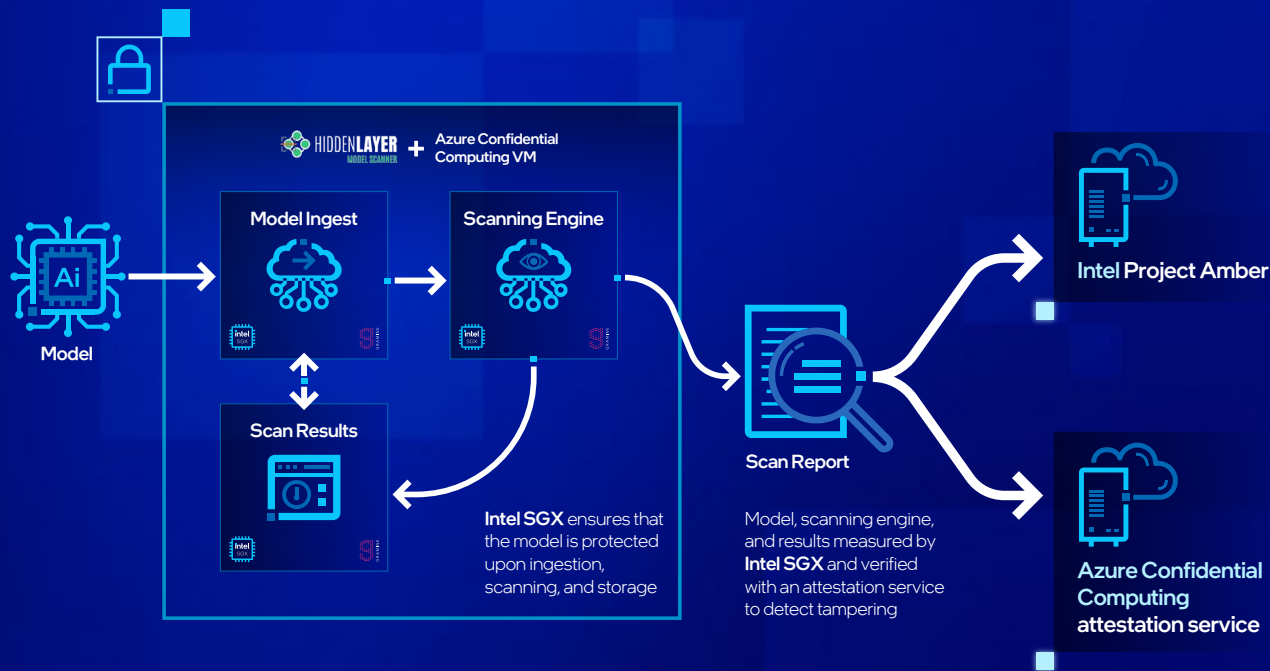 HIDDENLAYER
MODEL SCANNER
+
Azure Confidential
Computing VM
Model Ingest
Scanning Engine
Ai
Model
intel
SGX
intel
SGX
Scan Results
intel
SGX
Intel SGX ensures that
the model is protected
upon ingestion,
scanning, and storage
Scan Report
Model, scanning engine,
and results measured by
Intel SGX and verified
with an attestation service
to detect tampering
Intel Project Amber
Azure Confidential
Computing
attestation service